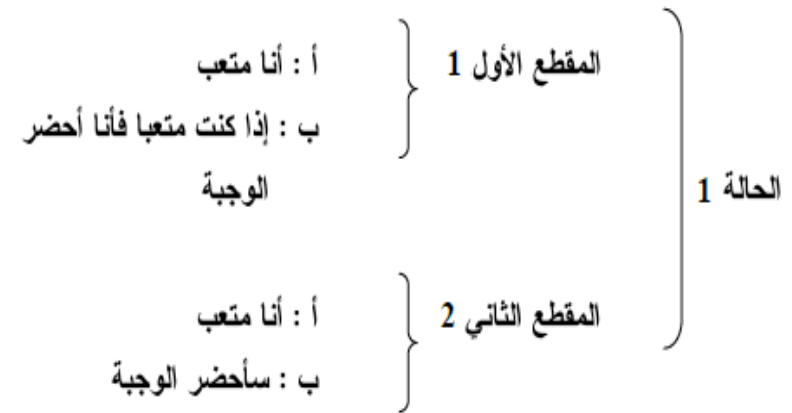 الحالة 1
المقطع الأول 1
أ : أنا متعب
ب : إذا كنت متعبا فأنا أحضر
الوجبة
المقطع الثاني 2
أ : أنا متعب
ب : سأحضر الوجبة